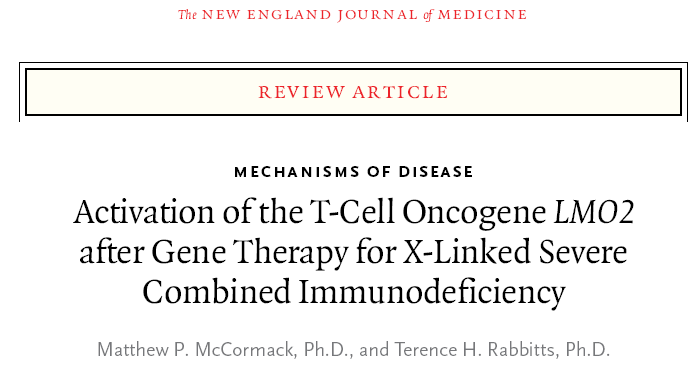 The NEW ENGLAND JOURNAL of MEDICINE
REVIEW ARTICLE
MECHANISMS OF DISEASE
Activation of the T-Cell Oncogene LMO2
after Gene Therapy for X-Linked Severe
Combined Immunodeficiency
Matthew P. McCormack, Ph.D., and Terence H. Rabbitts, Ph.D.